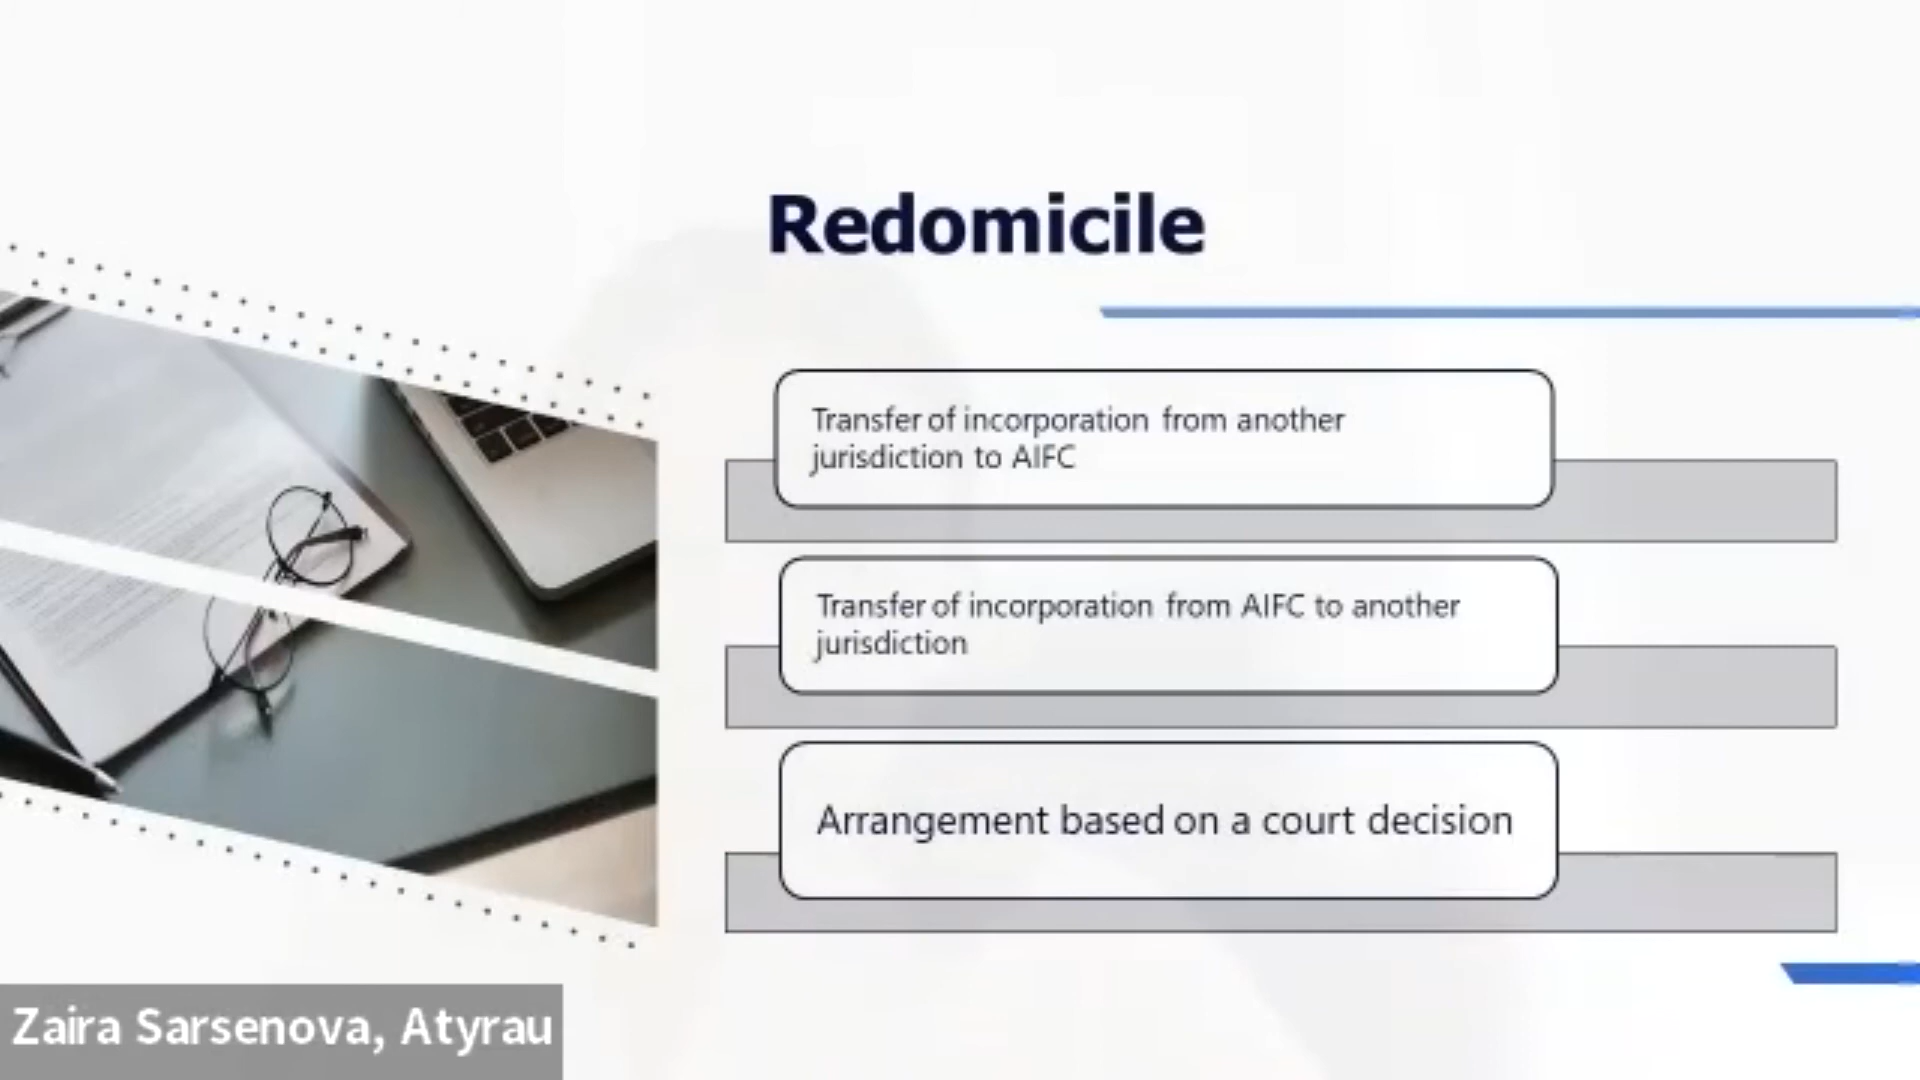 Redomicile
Transfer of incorporation from another
jurisdiction to AIFC
Transfer of incorporation from AIFC to another
jurisdiction
Arrangement based on a court decision
Zaira Sarsenova, Atyrau